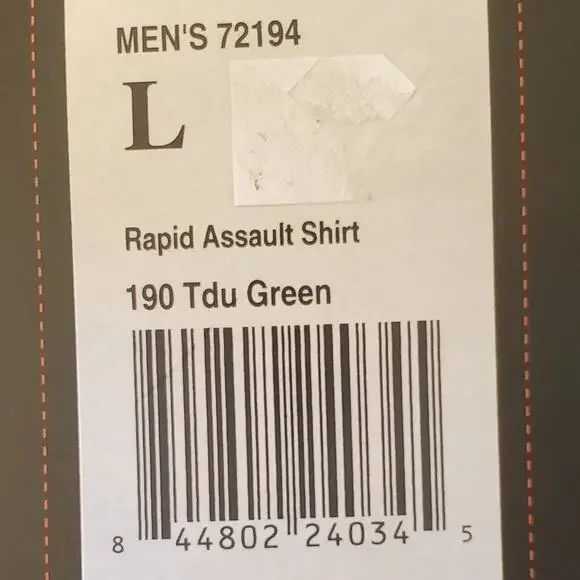 MEN'S 72194
L
Rapid Assault Shirt
190 Tdu Green
8 44802 24034 5